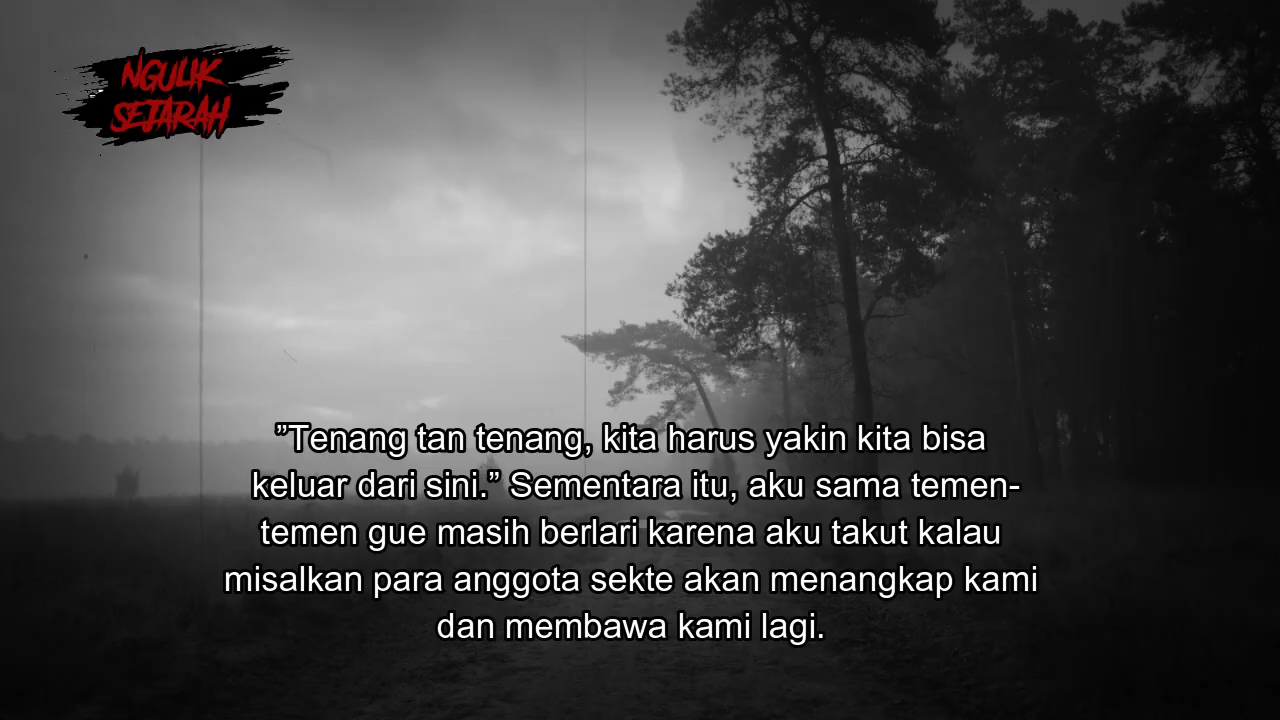 NGULIK
SEJARAH
”Tenang tan tenang, kita harus yakin kita bisa
keluar dari sini.” Sementara itu, aku sama temen-
temen gue masih berlari karena aku takut kalau
misalkan para anggota sekte akan menangkap kami
dan membawa kami lagi.